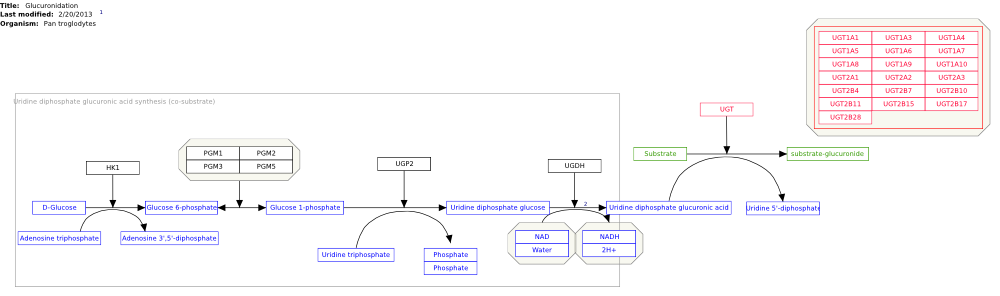 Title: Glucuronidation
Last modified: 2/20/2013 1
Organism: Pan troglodytes
UGT1A1 UGT1A3 UGT1A4
UGT1A5 UGT1A6 UGT1A7
UGT1A8 UGT1A9 UGT1A10
UGT2A1 UGT2A2 UGT2A3
UGT2B4 UGT2B7 UGT2B10
UGT2B11 UGT2B15 UGT2B17
UGT2B28
Uridine diphosphate glucuronic acid synthesis (co-substrate)
UGT
HK1
PGM1 PGM2
PGM3 PGM5
UGP2
UGDH
Substrate
substrate-glucuronide
D-Glucose
Glucose 6-phosphate
Glucose 1-phosphate
Uridine diphosphate glucose
2
Uridine diphosphate glucuronic acid
Uridine 5'-diphosphate
Adenosine triphosphate
Adenosine 3',5'-diphosphate
Uridine triphosphate
Phosphate
Phosphate
NAD
Water
NADH
2H+